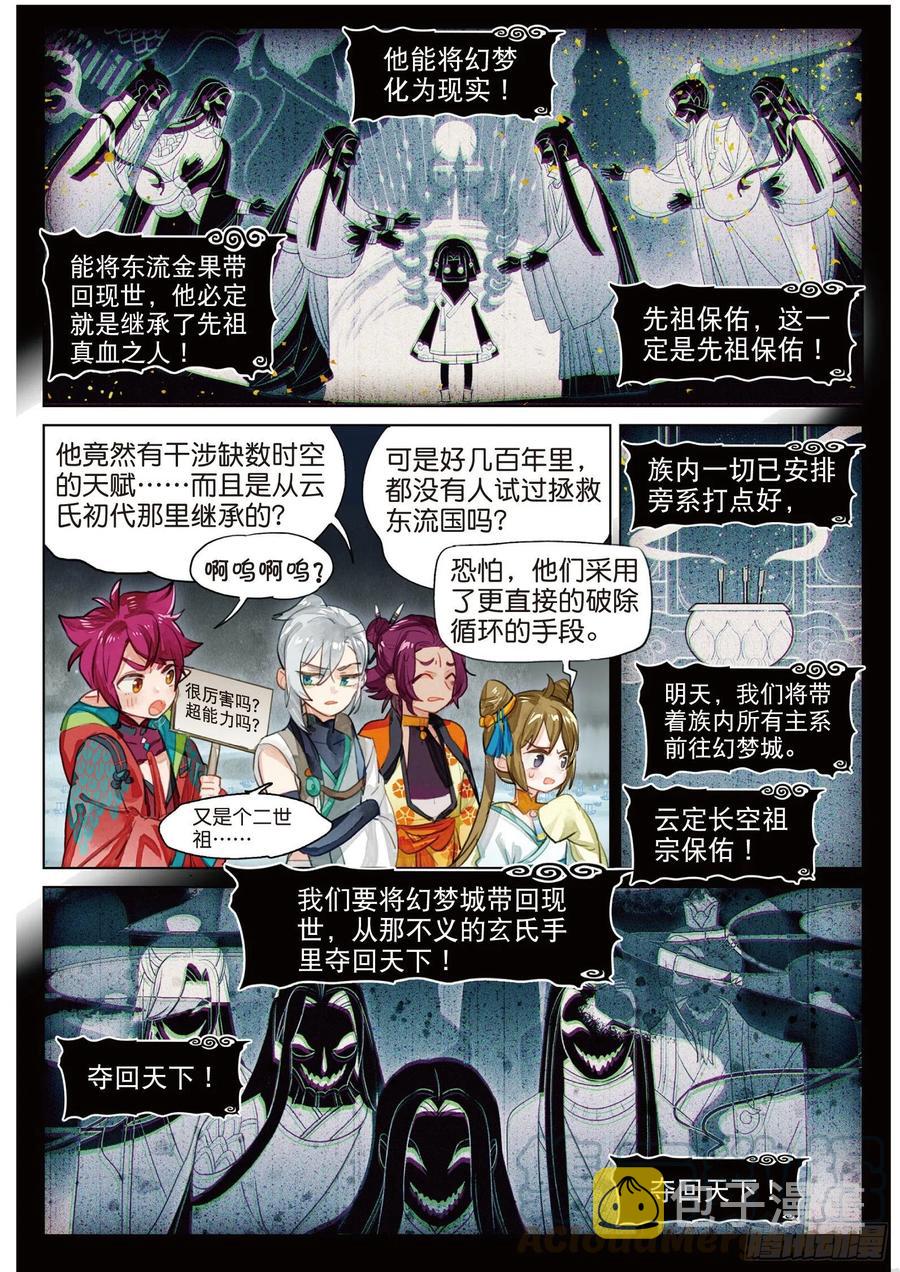 他能将幻梦
化为现实！
能将东流金果带
回现世，他必定
就是继承了先祖
真血之人！
先祖保佑，这一
定是先祖保佑！
他竟然有干涉缺数时空
的天赋……而且是从云
氏初代那里继承的？
啊呜啊呜？
可是好几百年里，
都没有人试过拯救
东流国吗？
恐怕，他们采用
了更直接的破除
循环的手段。
很厉害吗？
超能力吗？
又是个二世
祖……
族内一切已安排
旁系打点好，
明天，我们将带
着族内所有主系
前往幻梦城。
云定长空祖
宗保佑！
我们要将幻梦城带回现
世，从那不义的玄氏手
里夺回天下！
夺回天下！
夺回天下！
包子漫画
腾讯动漫